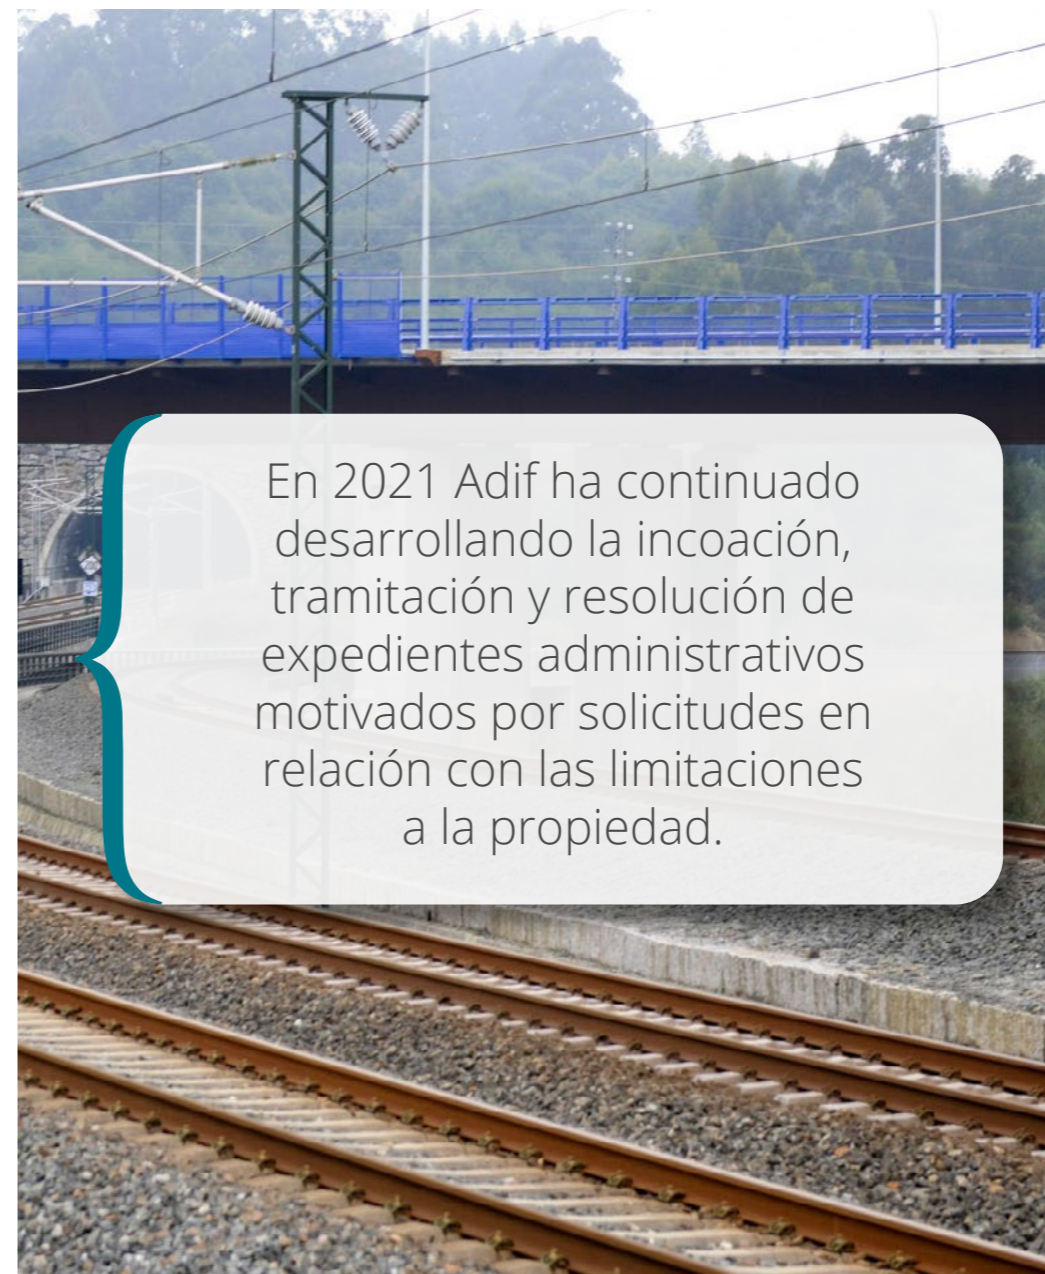 En 2021 Adif ha continuado
desarrollando la incoación,
tramitación y resolución de
expedientes administrativos
motivados por solicitudes en
relación con las limitaciones
a la propiedad.